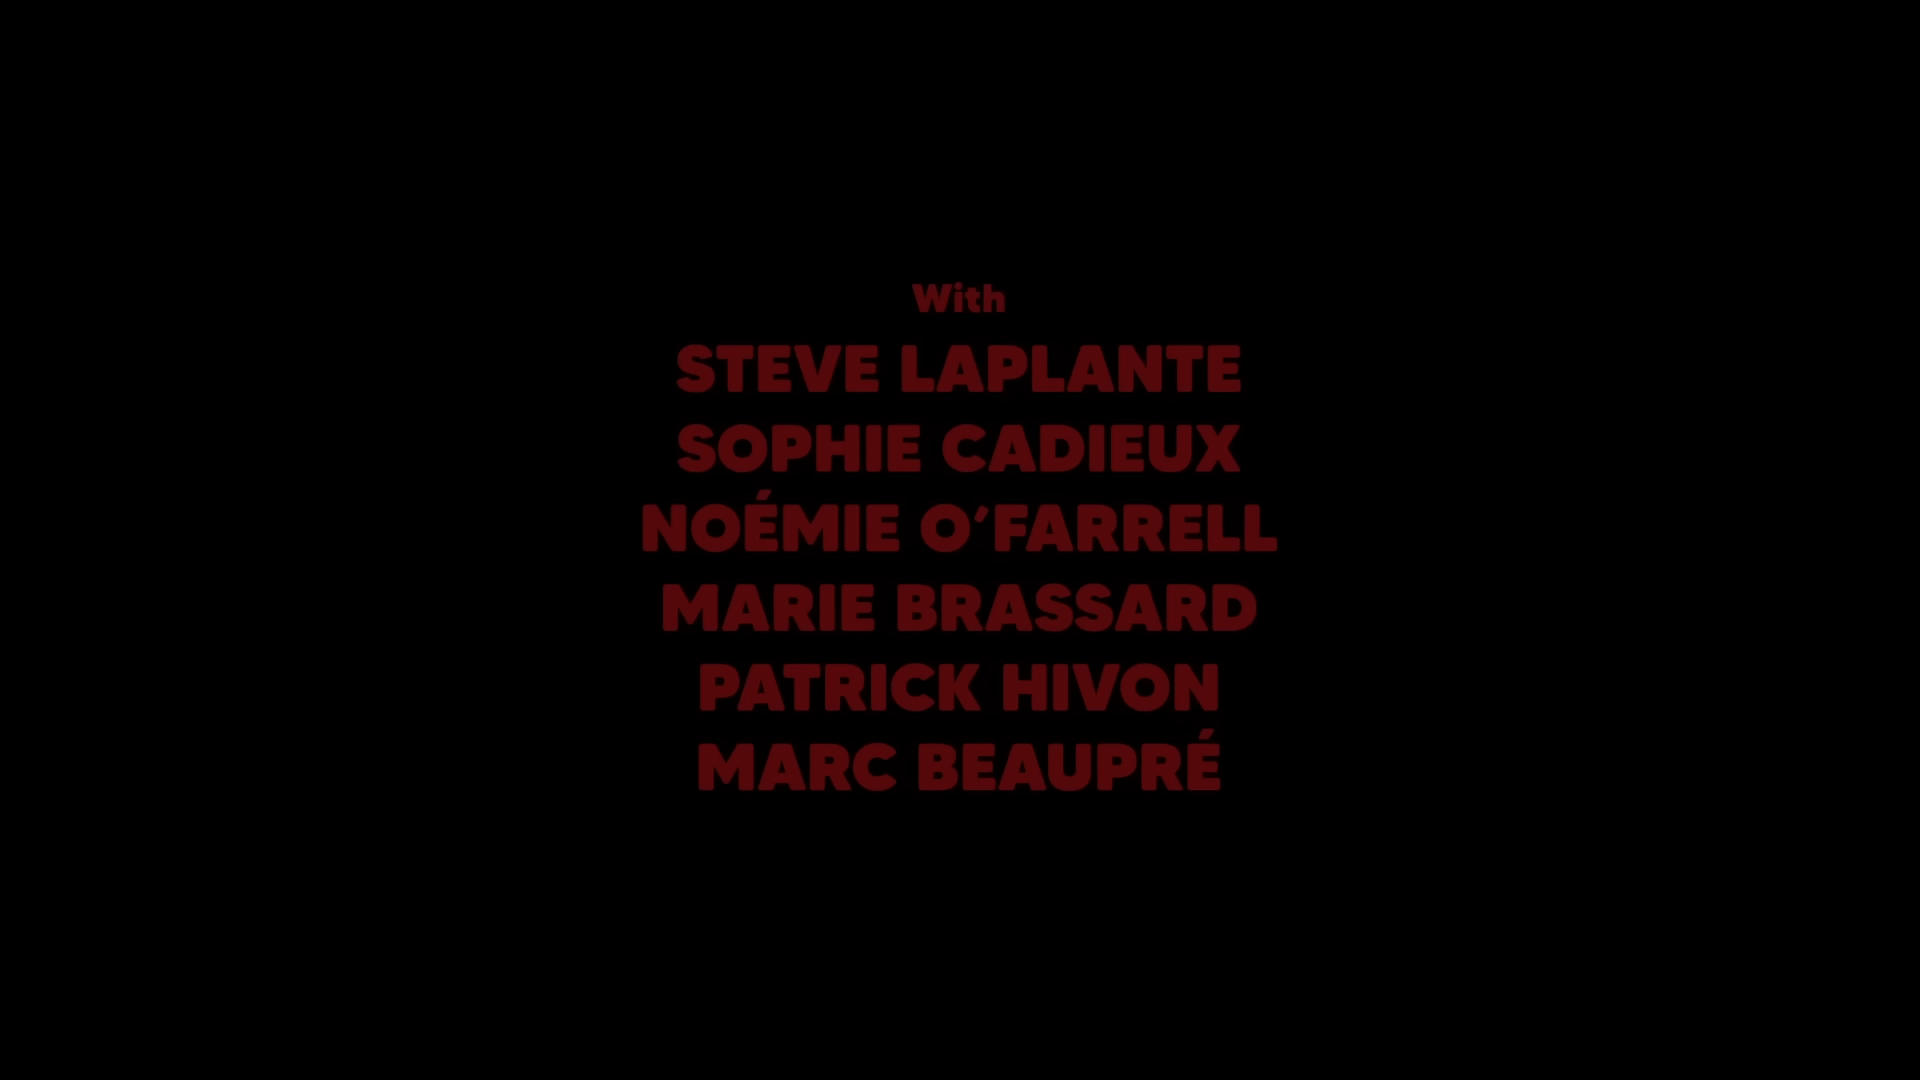 With
STEVE LAPLANTE
SOPHIE CADIEUX
NOÉMIE O’FARRELL
MARIE BRASSARD
PATRICK HIVON
MARC BEAUPRÉ